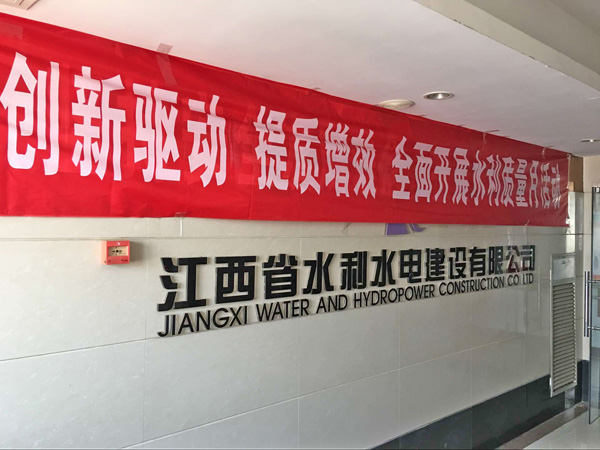 创新驱动 提质增效 全面开展水利质量月活动
江西省水利水电建设有限公司
JIANGXI WATER AND HYDROPOWER CONSTRUCTION CO LTD